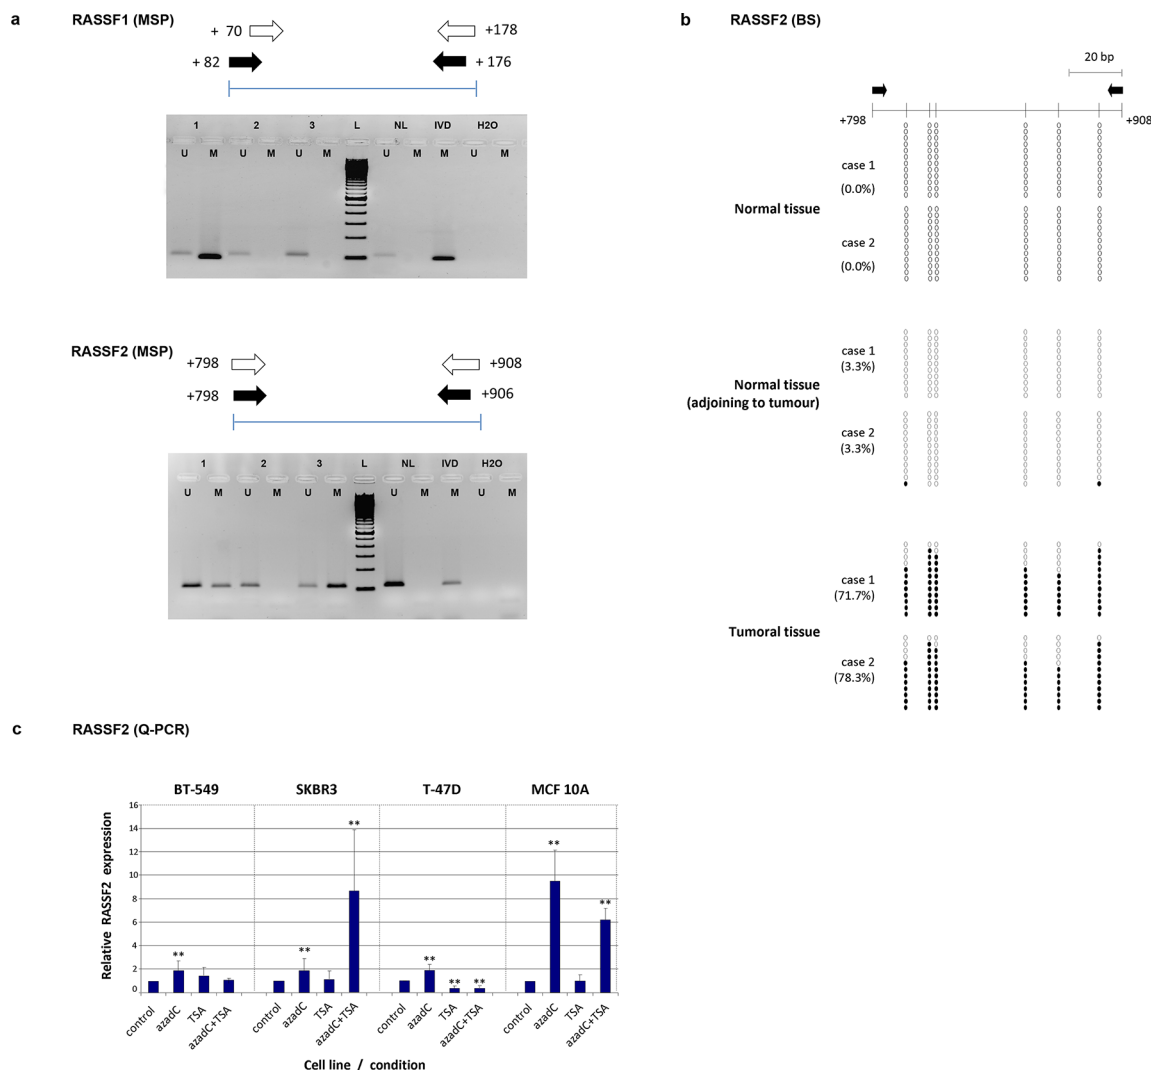 a RASSF1 (MSP)
+ 70 +178
+ 82 + 176
1 2 3 L NL IVD H2O
U M U M U M U M U M U M
RASSF2 (MSP)
+798 +908
+798 +906
1 2 3 L NL IVD H2O
U M U M U M U M U M U M
b RASSF2 (BS)
20 bp
+798 +908
case 1
(0.0%)
Normal tissue
case 2
(0.0%)
case 1
(3.3%)
Normal tissue
(adjoining to tumour)
case 2
(3.3%)
case 1
(71.7%)
Tumoral tissue
case 2
(78.3%)
c RASSF2 (Q-PCR)
BT-549 SKBR3 T-47D MCF 10A
Relative RASSF2 expression
16
14
12
10
8
6
4
2
0
** ** ** ** ** ** ** **
control azadC TSA azadC+TSA control azadC TSA azadC+TSA control azadC TSA azadC+TSA control azadC TSA azadC+TSA
Cell line / condition